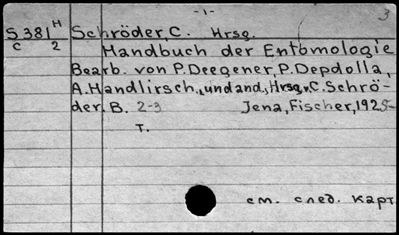 -1- 3
S 381 H Schröder, C. Hrsg.
C 2 Handbuch der Entomologie
Bearb. von P. Deegener, P. Depdolla,
A. Handlirsch, und and., Hrsg. v. C. Schrö-
der. B. 2-3 Jena, Fischer, 1925-
T.
см. след. карт.